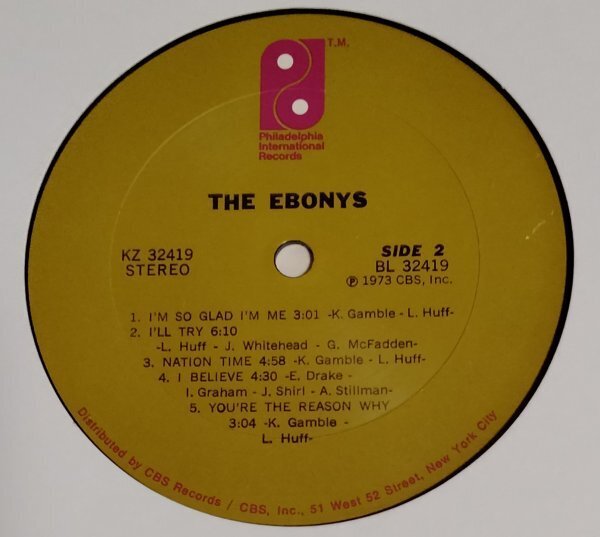 T.M.
Philadelphia
International
Records
THE EBONYS
KZ 32419
STEREO
SIDE 2
BL 32419
Ⓟ 1973 CBS, Inc.
1. I'M SO GLAD I'M ME 3:01 -K. Gamble - L. Huff-
2. I'LL TRY 6:10
-L. Huff - J. Whitehead - G. McFadden-
3. NATION TIME 4:58 -K. Gamble - L. Huff-
4. I BELIEVE 4:30 -E. Drake -
I. Graham - J. Shirl - A. Stillman-
5. YOU'RE THE REASON WHY
3:04 -K. Gamble -
L. Huff-
Distributed by CBS Records / CBS, Inc., 51 West 52 Street, New York City